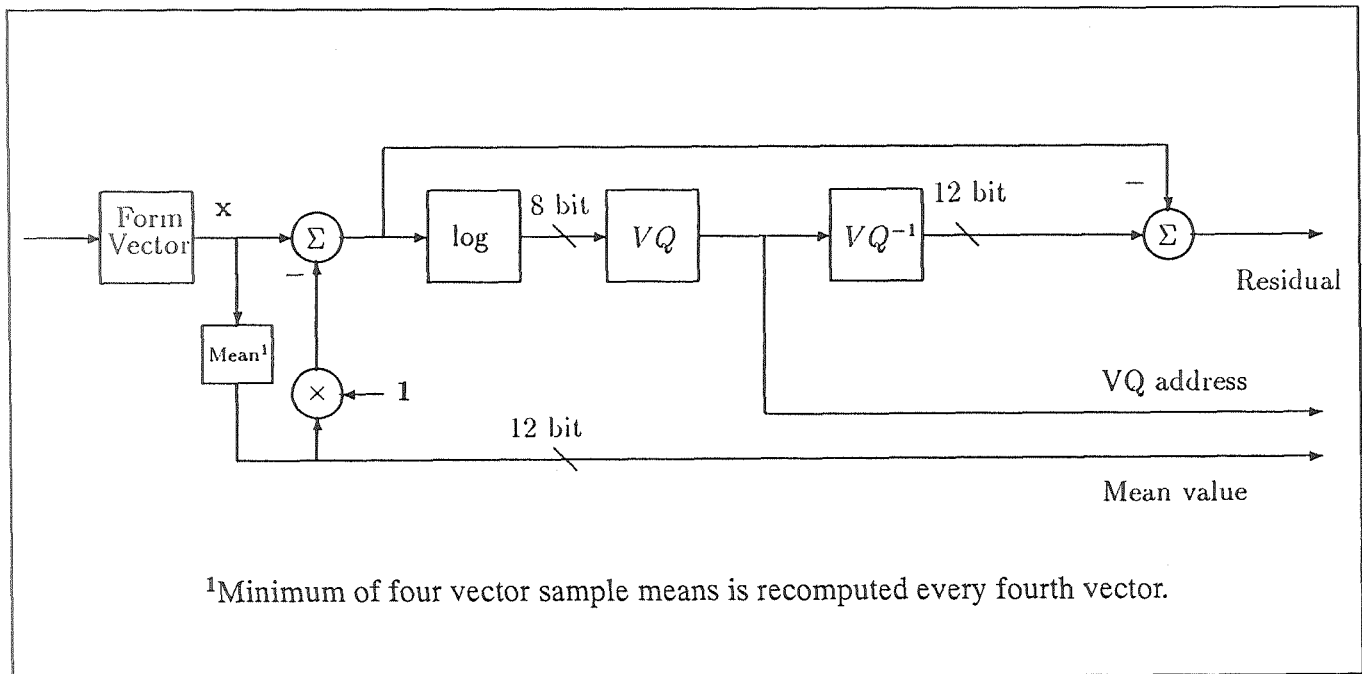 Form
Vector
x
Σ
−
log
8 bit
VQ
VQ⁻¹
12 bit
−
Σ
Residual
Mean¹
×
1
VQ address
12 bit
Mean value
¹Minimum of four vector sample means is recomputed every fourth vector.